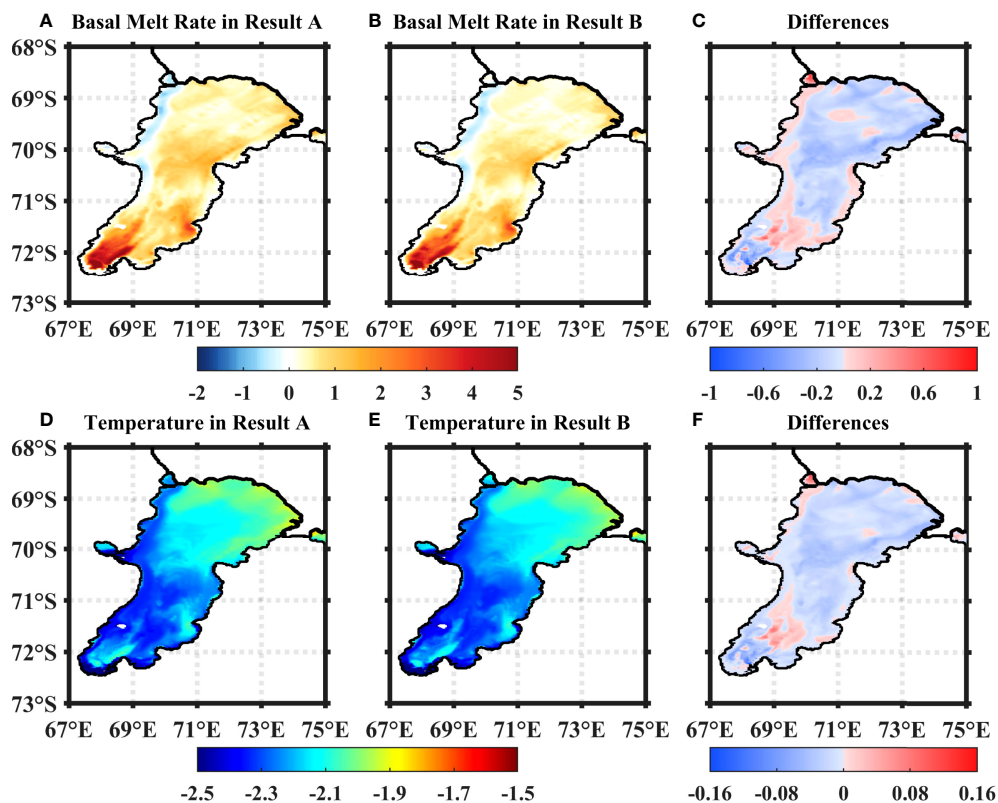 A Basal Melt Rate in Result A B Basal Melt Rate in Result B C Differences
68°S
69°S
70°S
71°S
72°S
73°S
67°E 69°E 71°E 73°E 75°E 67°E 69°E 71°E 73°E 75°E 67°E 69°E 71°E 73°E 75°E
-2 -1 0 1 2 3 4 5 -1 -0.6 -0.2 0.2 0.6 1
D Temperature in Result A E Temperature in Result B F Differences
68°S
69°S
70°S
71°S
72°S
73°S
67°E 69°E 71°E 73°E 75°E 67°E 69°E 71°E 73°E 75°E 67°E 69°E 71°E 73°E 75°E
-2.5 -2.3 -2.1 -1.9 -1.7 -1.5 -0.16 -0.08 0 0.08 0.16